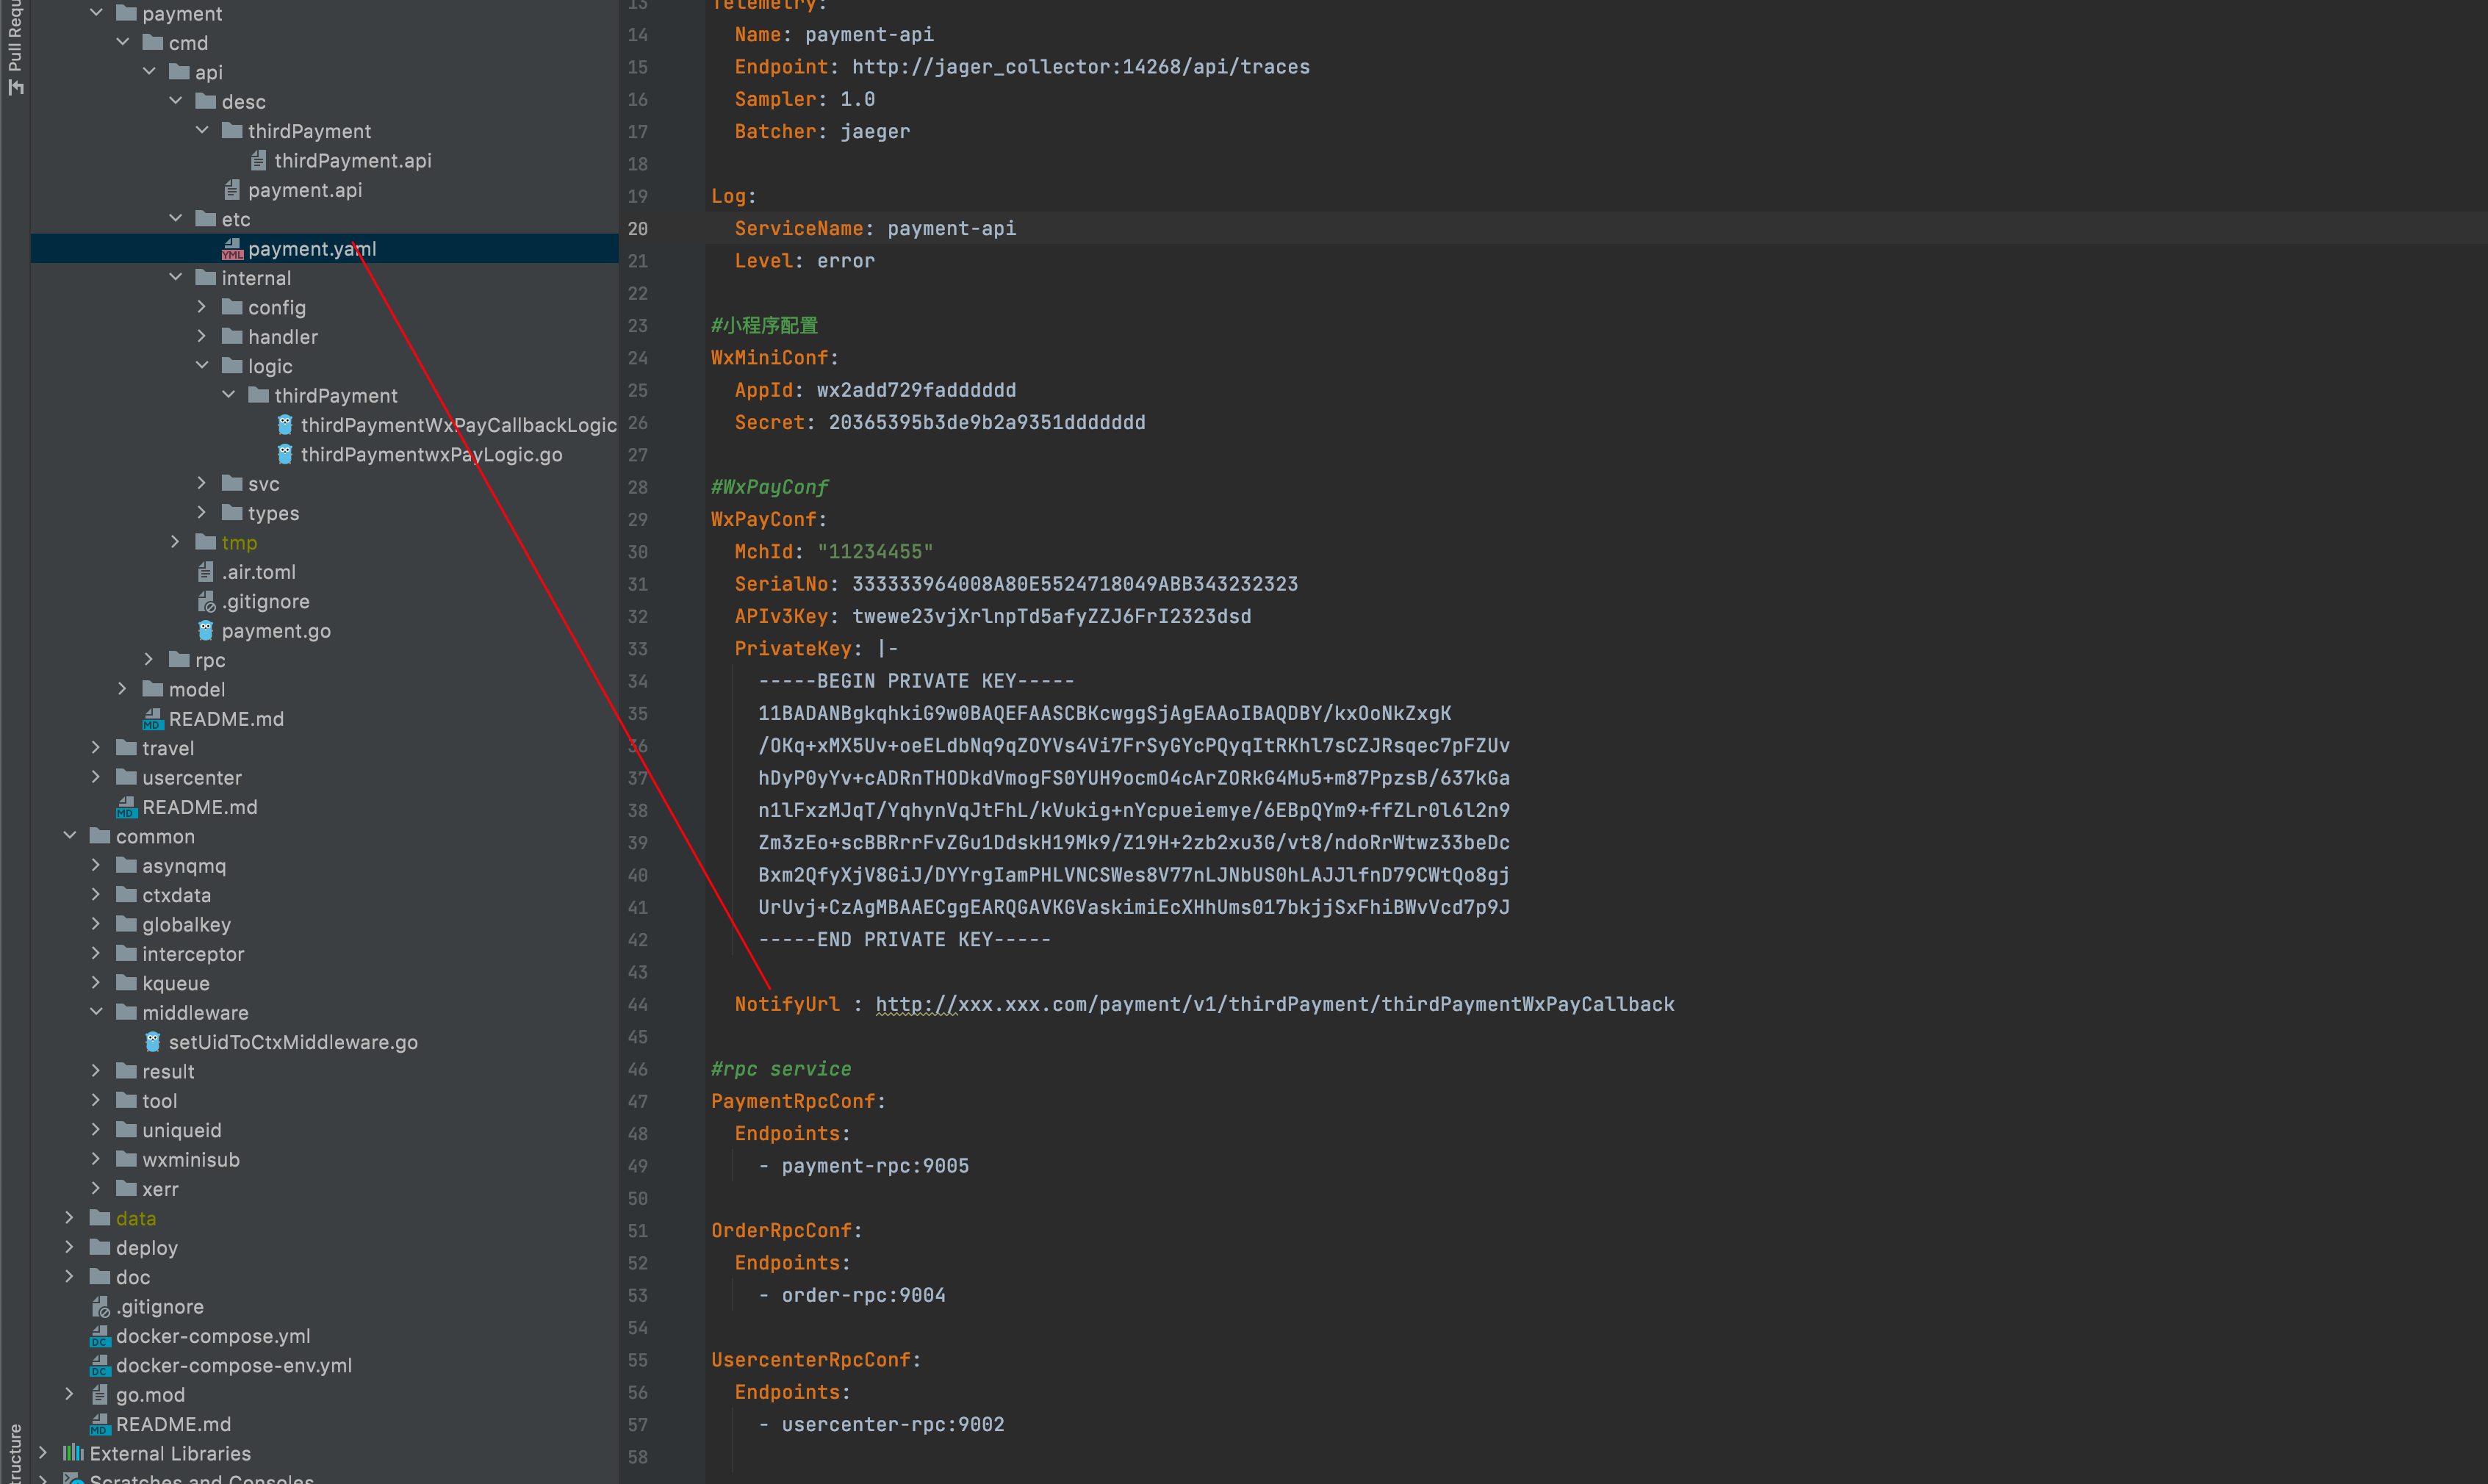 Pull Requ
payment
cmd
api
desc
thirdPayment
thirdPayment.api
payment.api
etc
payment.yaml
internal
config
handler
logic
thirdPayment
thirdPaymentWxPayCallbackLogic
thirdPaymentwxPayLogic.go
svc
types
tmp
.air.toml
.gitignore
payment.go
rpc
model
README.md
travel
usercenter
README.md
common
asynqmq
ctxdata
globalkey
interceptor
kqueue
middleware
setUidToCtxMiddleware.go
result
tool
uniqueid
wxminisub
xerr
data
deploy
doc
.gitignore
docker-compose.yml
docker-compose-env.yml
go.mod
README.md
External Libraries
Scratches and Consoles
tructure
13 Telemetry:
14 Name: payment-api
15 Endpoint: http://jager_collector:14268/api/traces
16 Sampler: 1.0
17 Batcher: jaeger
18
19 Log:
20 ServiceName: payment-api
21 Level: error
22
23 #小程序配置
24 WxMiniConf:
25 AppId: wx2add729fadddddd
26 Secret: 20365395b3de9b2a9351ddddddd
27
28 #WxPayConf
29 WxPayConf:
30 MchId: "11234455"
31 SerialNo: 333333964008A80E5524718049ABB343232323
32 APIv3Key: twewe23vjXrlnpTd5afyZZJ6FrI2323dsd
33 PrivateKey: |-
34 -----BEGIN PRIVATE KEY-----
35 11BADANBgkqhkiG9w0BAQEFAASCBKcwggSjAgEAAoIBAQDBY/kxOoNkZxgK
36 /OKq+xMX5Uv+oeELdbNq9qZOYVs4Vi7FrSyGYcPQyqItRKhl7sCZJRsqec7pFZUv
37 hDyP0yYv+cADRnTHODkdVmogFS0YUH9ocmO4cArZORkG4Mu5+m87PpzsB/637kGa
38 n1lFxzMJqT/YqhynVqJtFhL/kVukig+nYcpueiemye/6EBpQYm9+ffZLr0l6l2n9
39 Zm3zEo+scBBRrrFvZGu1DdskH19Mk9/Z19H+2zb2xu3G/vt8/ndoRrWtwz33beDc
40 Bxm2QfyXjV8GiJ/DYYrgIamPHLVNCSWes8V77nLJNbUS0hLAJJlfnD79CWtQo8gj
41 UrUvj+CzAgMBAAECggEARQGAVKGVaskimiEcXHhUms017bkjjSxFhiBWvVcd7p9J
42 -----END PRIVATE KEY-----
43
44 NotifyUrl : http://xxx.xxx.com/payment/v1/thirdPayment/thirdPaymentWxPayCallback
45
46 #rpc service
47 PaymentRpcConf:
48 Endpoints:
49 - payment-rpc:9005
50
51 OrderRpcConf:
52 Endpoints:
53 - order-rpc:9004
54
55 UsercenterRpcConf:
56 Endpoints:
57 - usercenter-rpc:9002
58